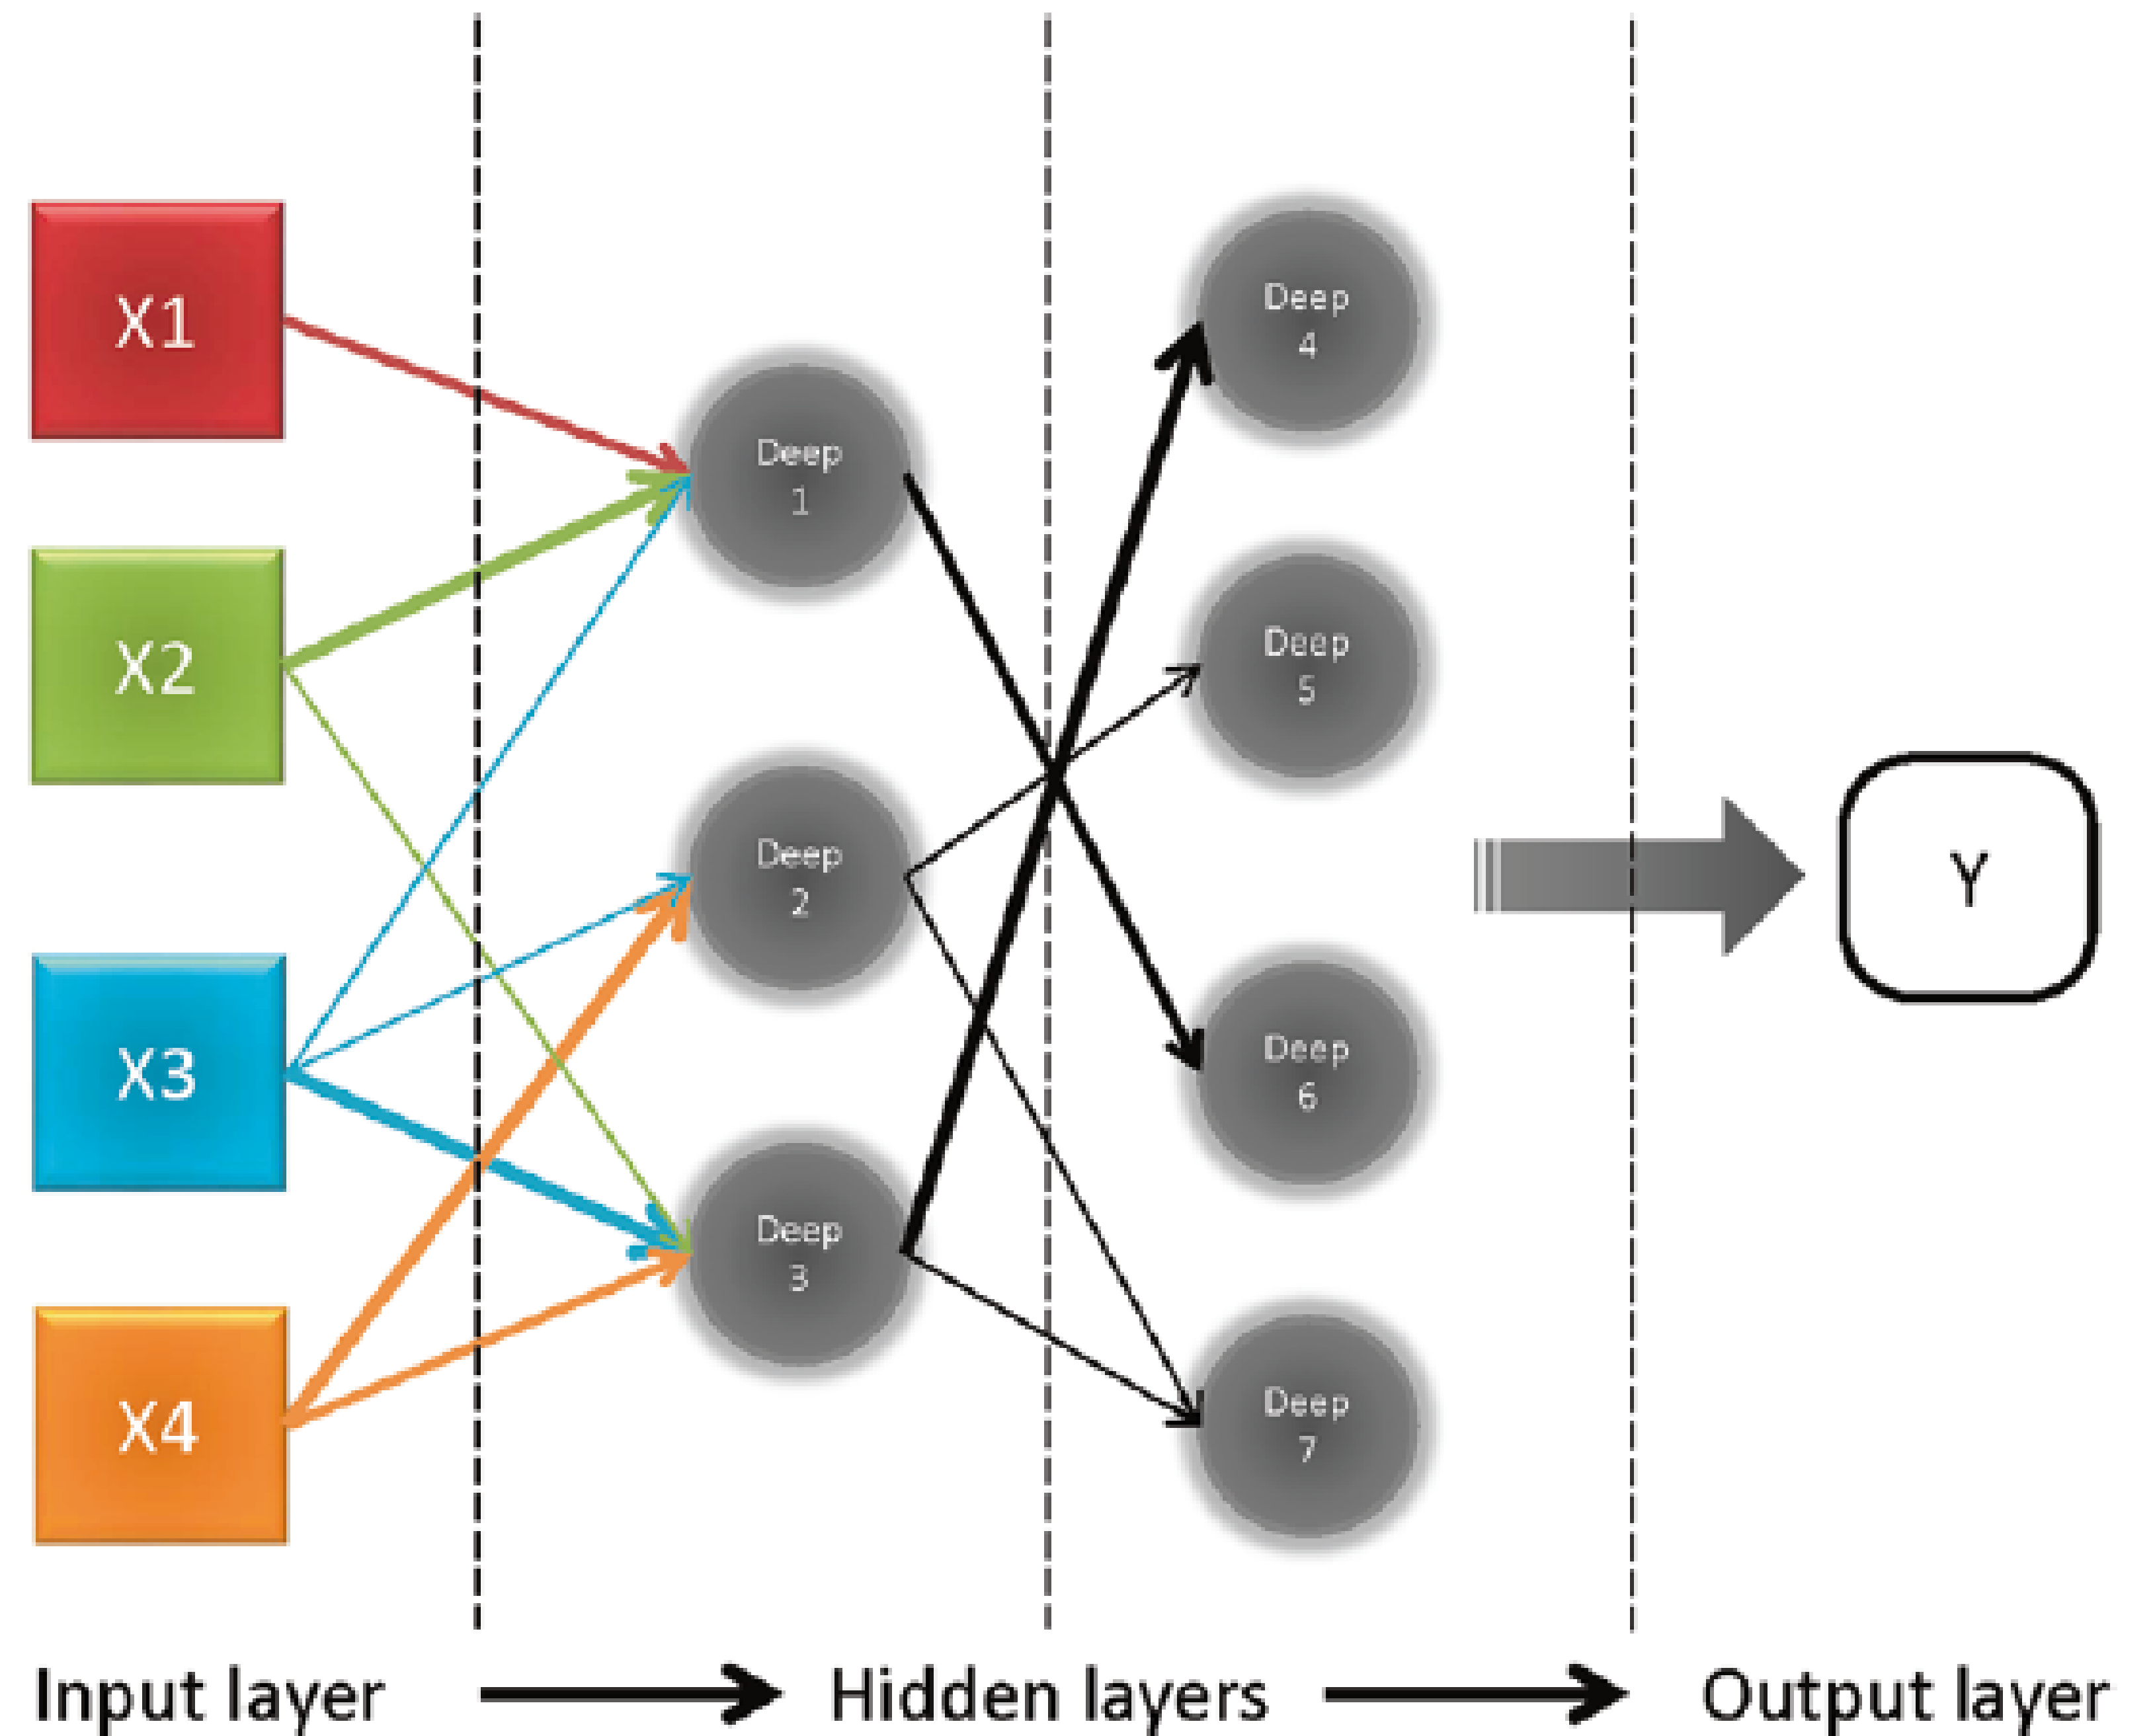 X1
X2
X3
X4
Deep
1
Deep
2
Deep
3
Deep
4
Deep
5
Deep
6
Deep
7
Y
Input layer
Hidden layers
Output layer